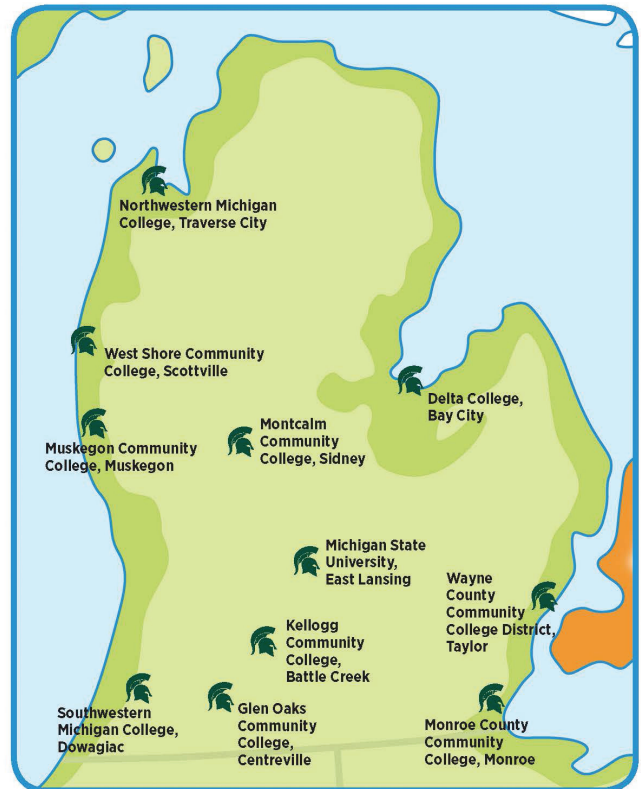 Northwestern Michigan
College, Traverse City
West Shore Community
College, Scottville
Delta College,
Bay City
Muskegon Community
College, Muskegon
Montcalm
Community
College, Sidney
Michigan State
University,
East Lansing
Wayne
County
Community
College District,
Taylor
Kellogg
Community
College,
Battle Creek
Southwestern
Michigan College,
Dowagiac
Glen Oaks
Community
College,
Centreville
Monroe County
Community
College, Monroe